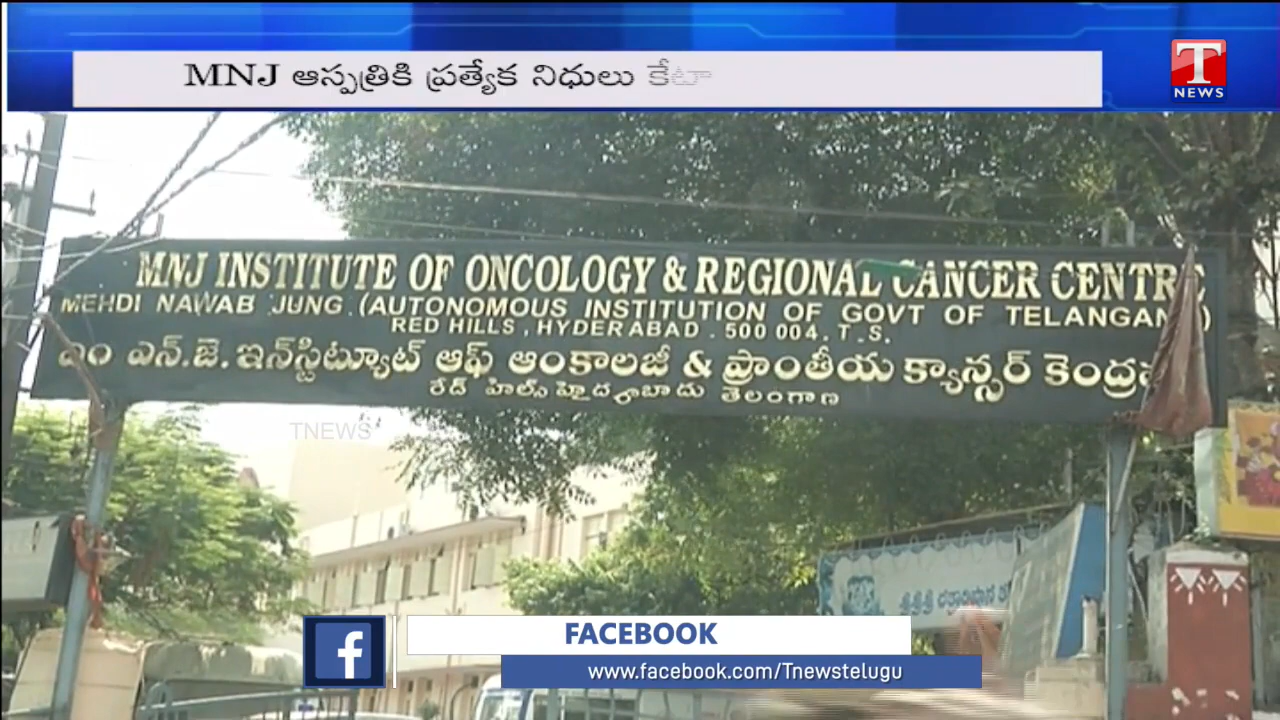 MNJ ఆస్పత్రికి ప్రత్యేక నిధులు కేటా
T
NEWS
MNJ INSTITUTE OF ONCOLOGY & REGIONAL CANCER CENTRE
MEHDI NAWAB JUNG. (AUTONOMOUS INSTITUTION OF GOVT OF TELANGANA)
RED HILLS, HYDERABAD. 500 004. T.S.
ఎం ఎన్.జె. ఇన్‌స్టిట్యూట్ ఆఫ్ ఆంకాలజీ & ప్రాంతీయ క్యాన్సర్ కేంద్రం
రేడ్ హిల్స్ హైదరాబాదు తెలంగాణ
TNEWS
శ్రీశ్రీశ్రీ
FACEBOOK
www.facebook.com/Tnewstelugu